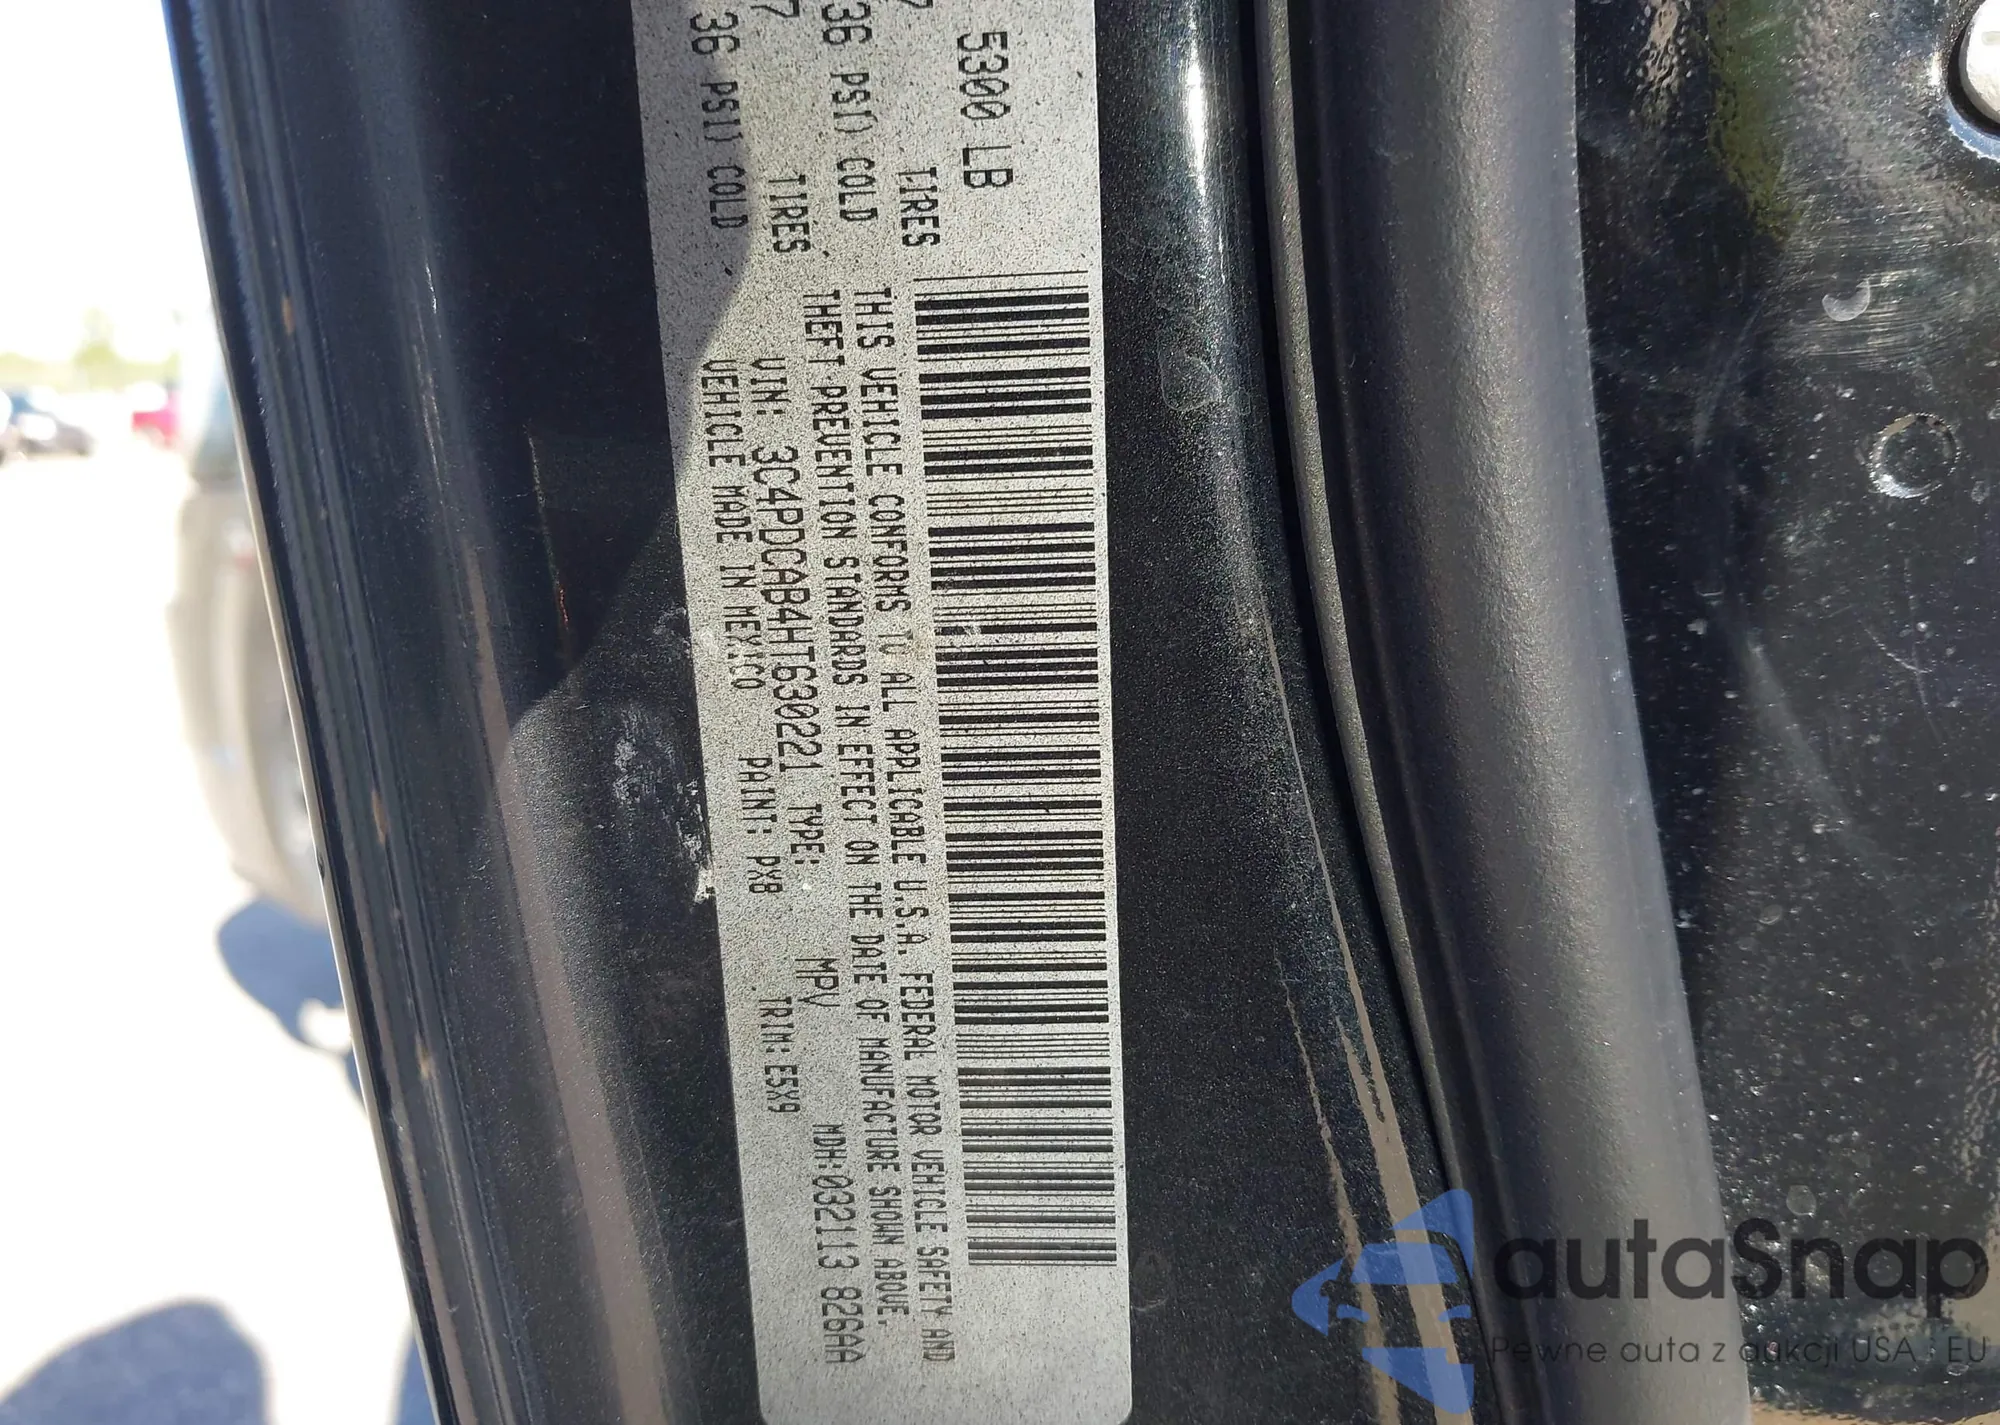 5300 LB
TIRES
36 PSI) COLD
TIRES
36 PSI) COLD
THIS VEHICLE CONFORMS TO ALL APPLICABLE U.S.A. FEDERAL MOTOR VEHICLE SAFETY AND
THEFT PREVENTION STANDARDS IN EFFECT ON THE DATE OF MANUFACTURE SHOWN ABOVE.
VIN: 3C4PDCAB4HT630221 TYPE: MPV MDH:032113 826AA
VEHICLE MADE IN MEXICO PAINT: PX8 TRIM: E5X9
autaSnap
Pewne auta z aukcji USA i EU